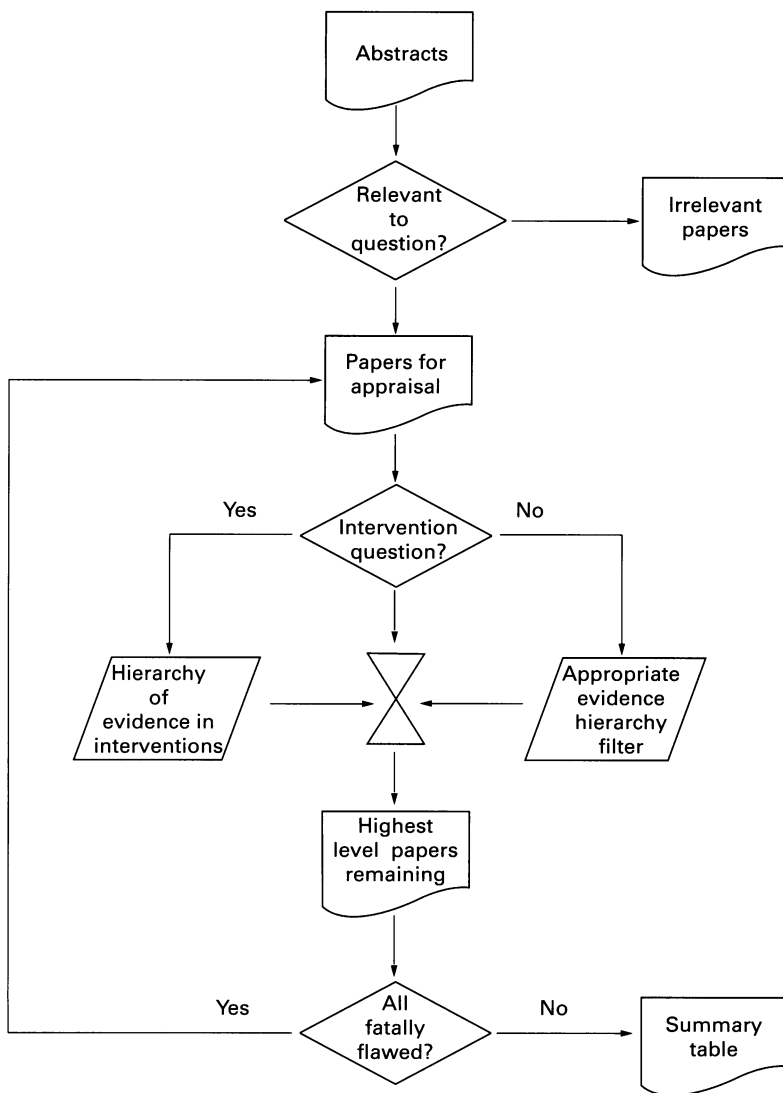 Abstracts
Relevant
to
question?
Irrelevant
papers
Papers for
appraisal
Yes
Intervention
question?
No
Hierarchy
of
evidence in
interventions
Appropriate
evidence
hierarchy
filter
Highest
level papers
remaining
Yes
All
fatally
flawed?
No
Summary
table